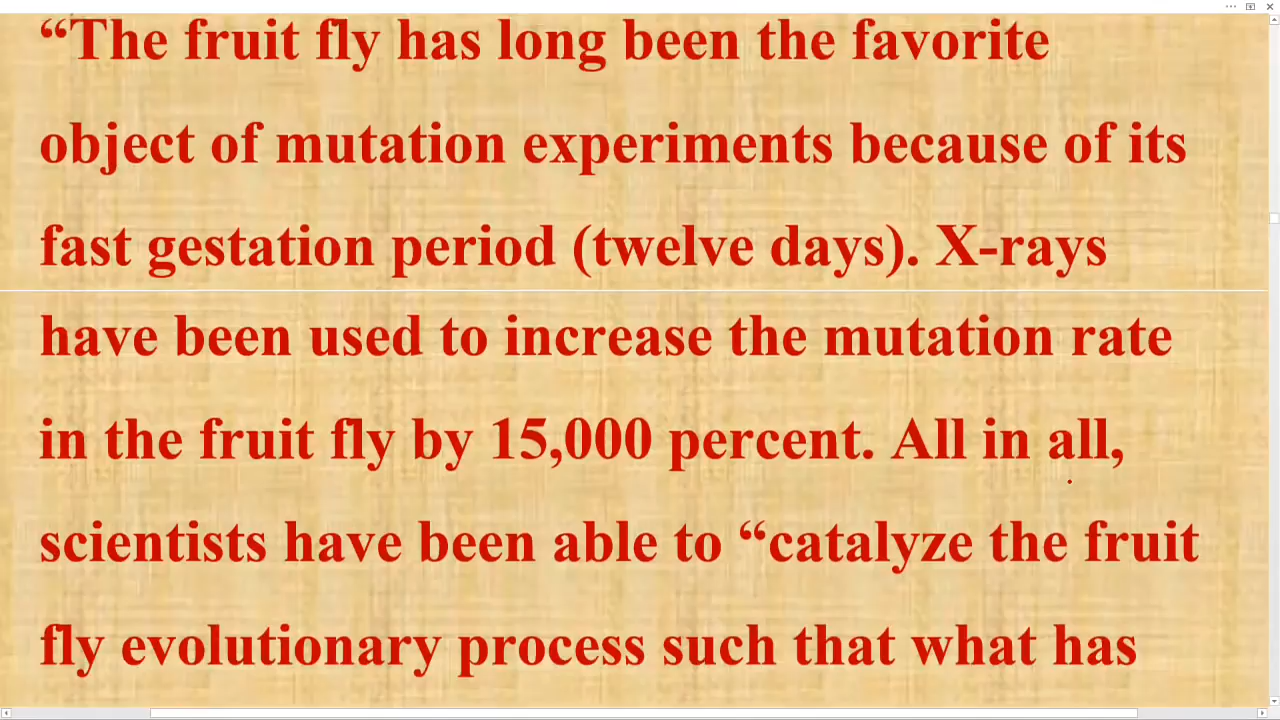 “The fruit fly has long been the favorite
object of mutation experiments because of its
fast gestation period (twelve days). X-rays
have been used to increase the mutation rate
in the fruit fly by 15,000 percent. All in all,
scientists have been able to “catalyze the fruit
fly evolutionary process such that what has